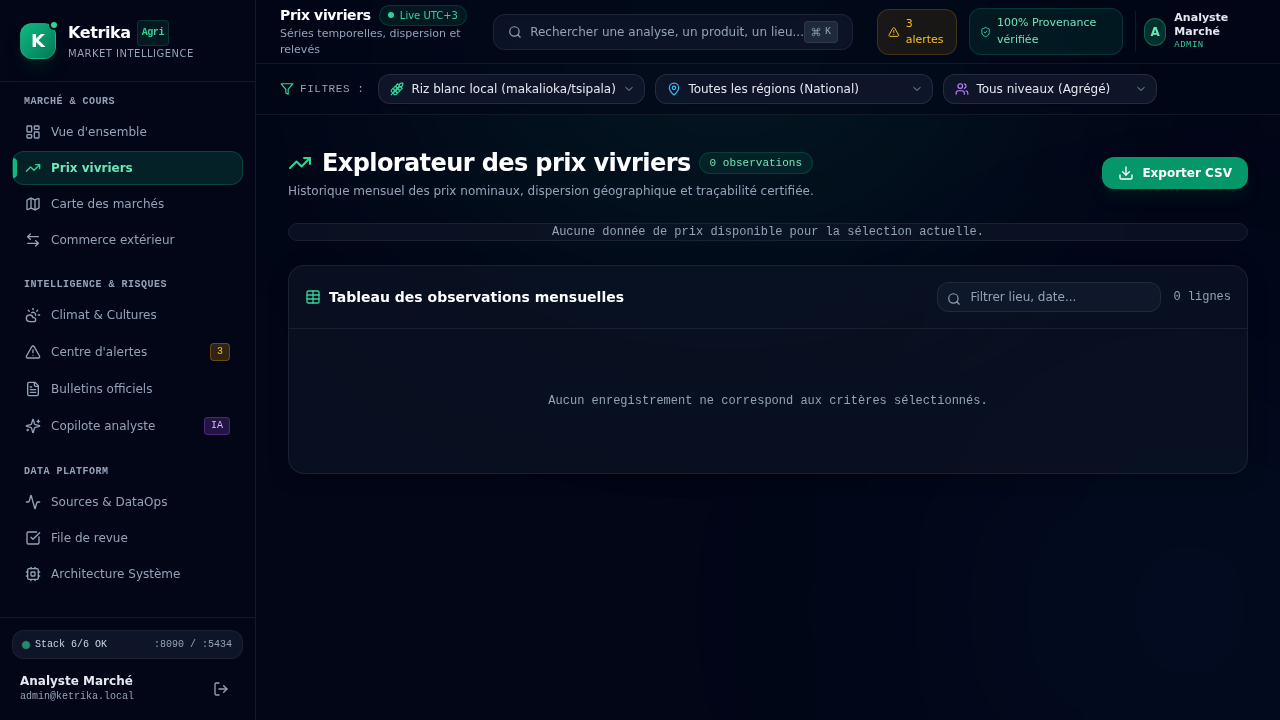 K
Ketrika Agri
MARKET INTELLIGENCE
MARCHÉ & COURS
Vue d'ensemble
Prix vivriers
Carte des marchés
Commerce extérieur
INTELLIGENCE & RISQUES
Climat & Cultures
Centre d'alertes 3
Bulletins officiels
Copilote analyste IA
DATA PLATFORM
Sources & DataOps
File de revue
Architecture Système
Stack 6/6 OK :8090 / :5434
Analyste Marché
admin@ketrika.local
Prix vivriers Live UTC+3
Séries temporelles, dispersion et
relevés
Rechercher une analyse, un produit, un lieu... ⌘ K
3
alertes
100% Provenance
vérifiée
A
Analyste
Marché
ADMIN
FILTRES :
Riz blanc local (makalioka/tsipala)
Toutes les régions (National)
Tous niveaux (Agrégé)
Explorateur des prix vivriers 0 observations
Historique mensuel des prix nominaux, dispersion géographique et traçabilité certifiée.
Exporter CSV
Aucune donnée de prix disponible pour la sélection actuelle.
Tableau des observations mensuelles
Filtrer lieu, date...
0 lignes
Aucun enregistrement ne correspond aux critères sélectionnés.